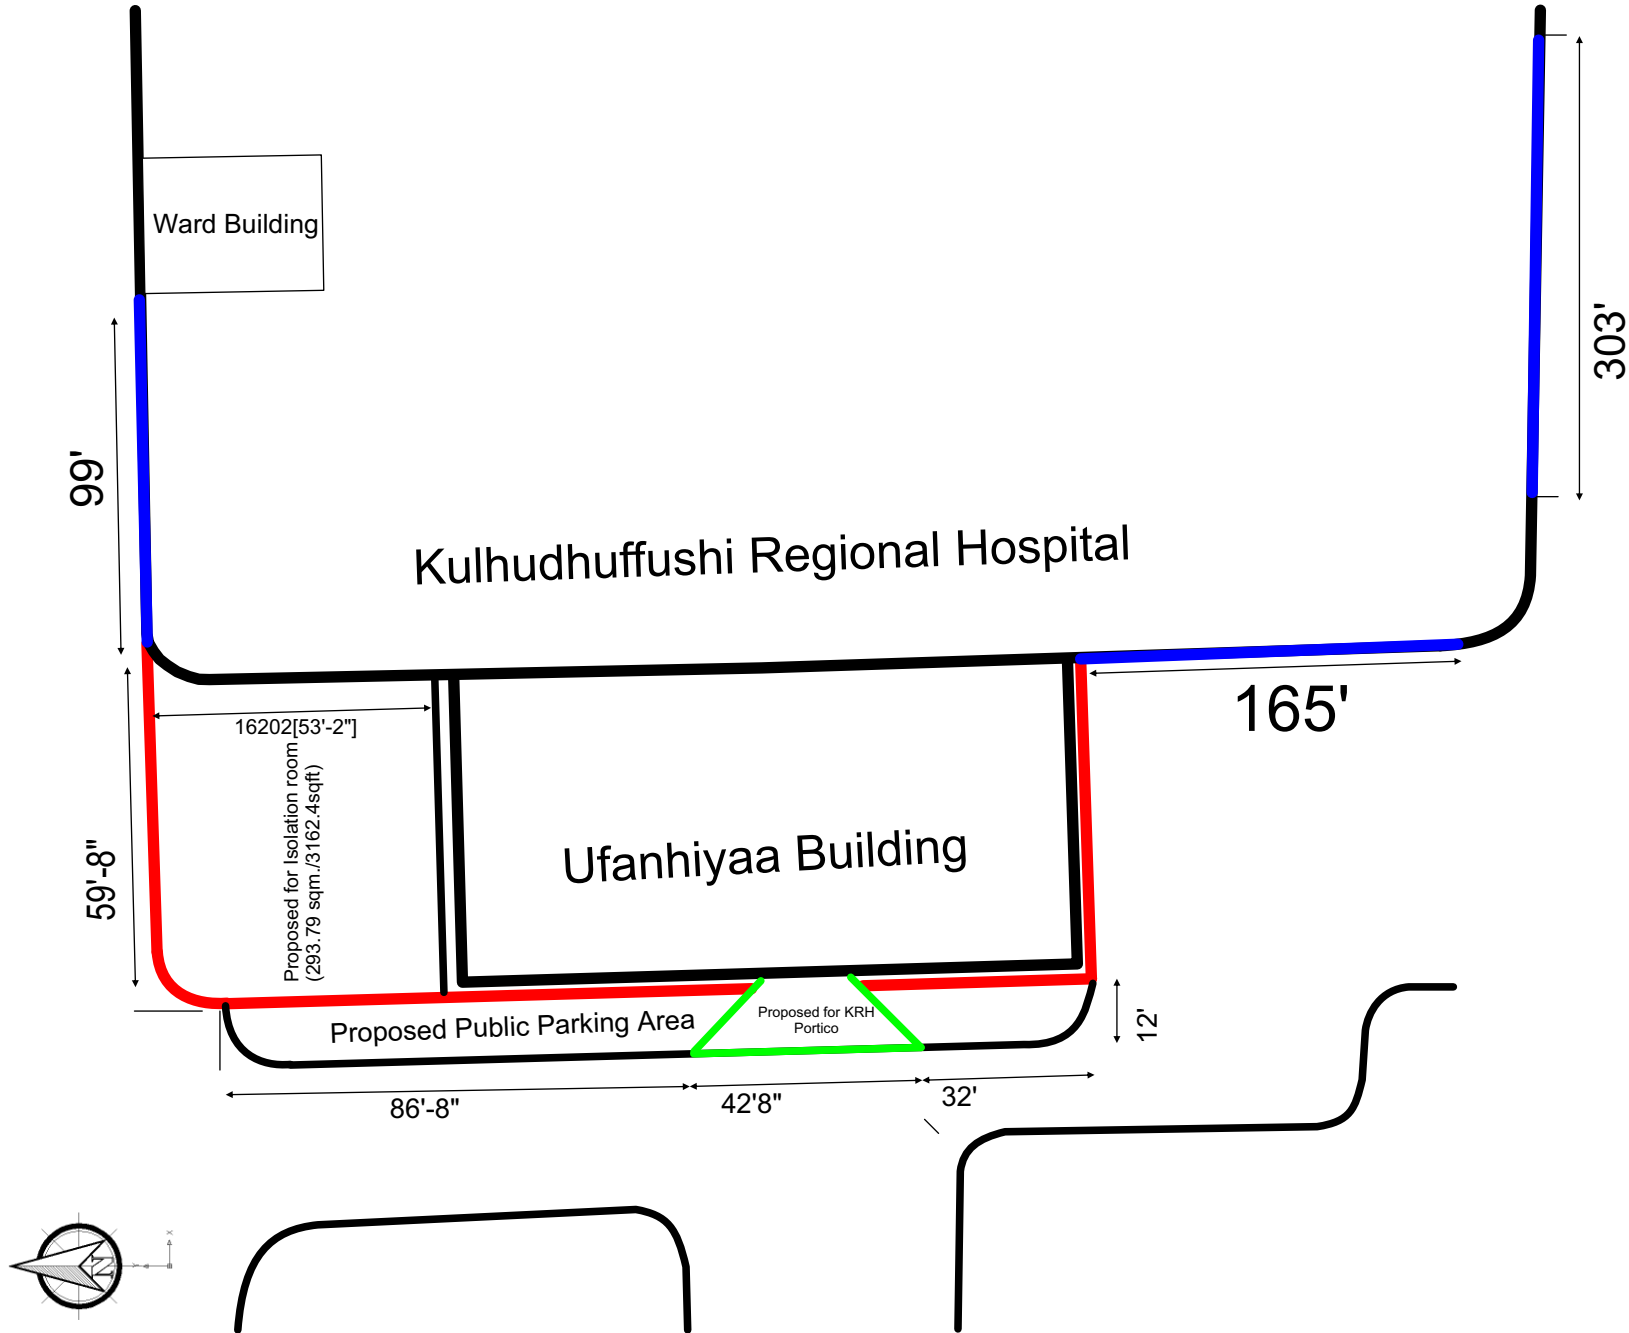 Ward Building
303'
99'
Kulhudhuffushi Regional Hospital
165'
16202[53'-2"]
Proposed for Isolation room
(293.79 sqm./3162.4sqft)
Ufanhiyaa Building
59'-8"
Proposed for KRH
Portico
Proposed Public Parking Area
12'
86'-8"
42'8"
32'
N
Y
X